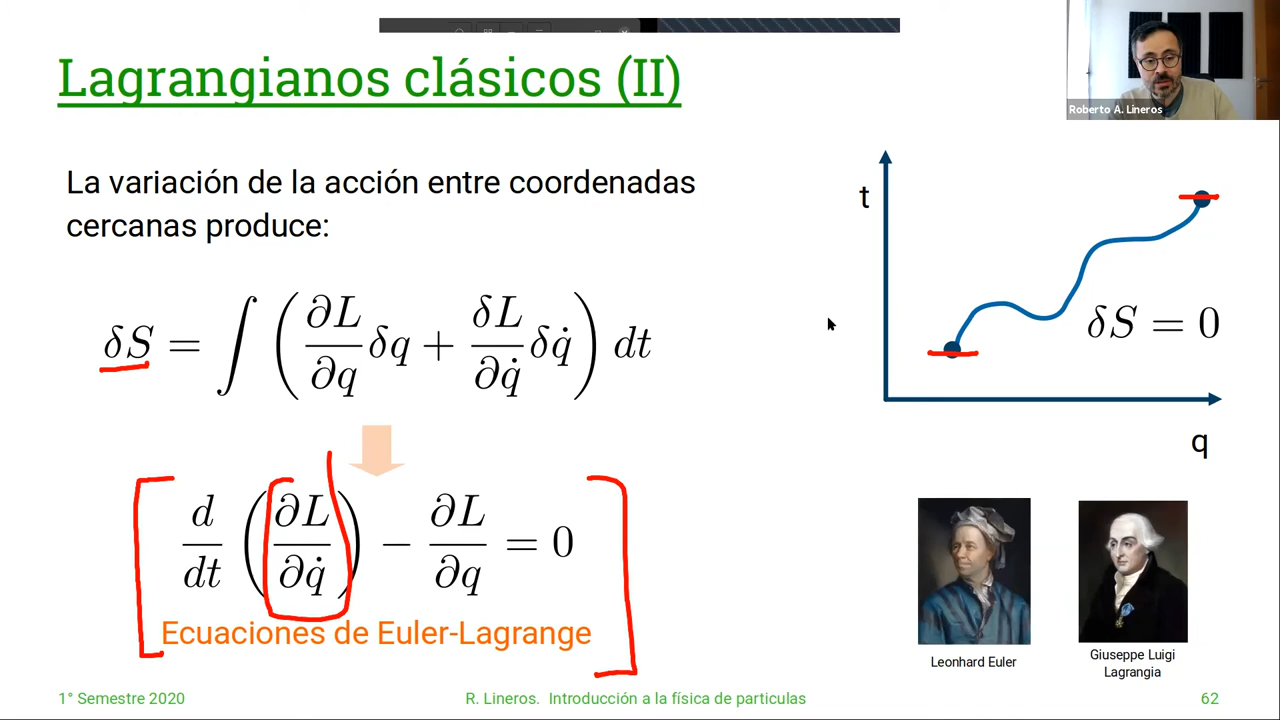 Lagrangianos clásicos (II)
Roberto A. Lineros
La variación de la acción entre coordenadas
cercanas produce:
δS = ∫ ( ∂L/∂q δq + δL/∂q̇ δq̇ ) dt
t
δS = 0
q
d/dt ( ∂L/∂q̇ ) − ∂L/∂q = 0
Ecuaciones de Euler-Lagrange
Leonhard Euler
Giuseppe Luigi
Lagrangia
1° Semestre 2020
R. Lineros. Introducción a la física de particulas
62